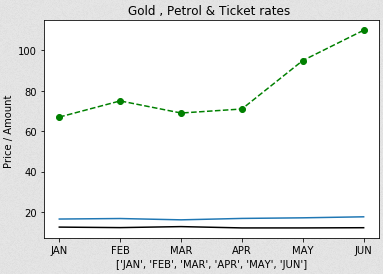 Gold , Petrol & Ticket rates
100
80
60
40
20
Price / Amount
JAN FEB MAR APR MAY JUN
['JAN', 'FEB', 'MAR', 'APR', 'MAY', 'JUN']